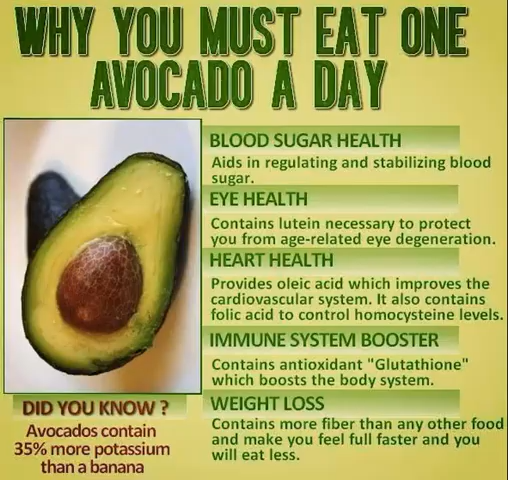 WHY YOU MUST EAT ONE
AVOCADO A DAY
BLOOD SUGAR HEALTH
Aids in regulating and stabilizing blood
sugar.
EYE HEALTH
Contains lutein necessary to protect
you from age-related eye degeneration.
HEART HEALTH
Provides oleic acid which improves the
cardiovascular system. It also contains
folic acid to control homocysteine levels.
IMMUNE SYSTEM BOOSTER
Contains antioxidant "Glutathione"
which boosts the body system.
WEIGHT LOSS
Contains more fiber than any other food
and make you feel full faster and you
will eat less.
DID YOU KNOW ?
Avocados contain
35% more potassium
than a banana